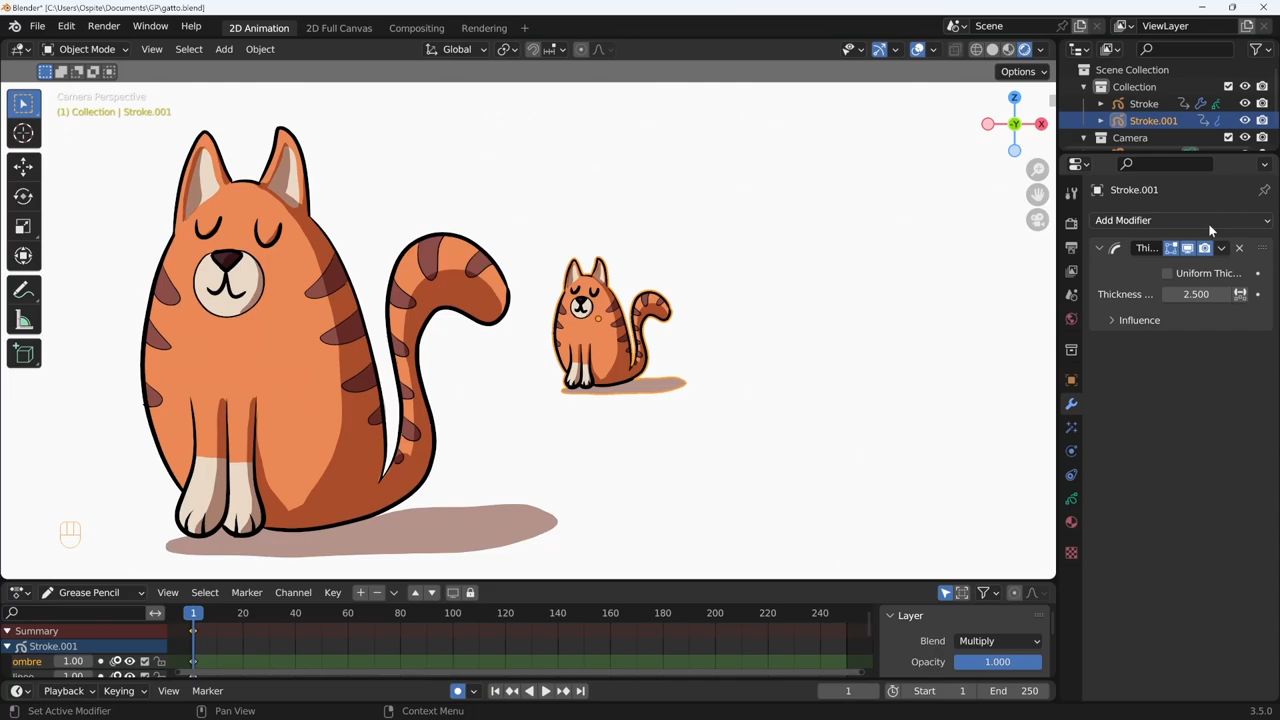 Blender* [C:\Users\Ospite\Documents\GP\gatto.blend]
File Edit Render Window Help 2D Animation 2D Full Canvas Compositing Rendering + Scene ViewLayer
Object Mode View Select Add Object Global
Options
Camera Perspective
(1) Collection | Stroke.001
Z
-Y
X
Scene Collection
Collection
Stroke
Stroke.001
Camera
Stroke.001
Add Modifier
Thi...
Uniform Thic...
Thickness ... 2.500
Influence
Grease Pencil View Select Marker Channel Key
1 20 40 60 80 100 120 140 160 180 200 220 240
Summary
Stroke.001
ombre 1.00
linee 1.00
Layer
Blend Multiply
Opacity 1.000
Playback Keying View Marker 1 Start 1 End 250
Set Active Modifier Pan View Context Menu 3.5.0